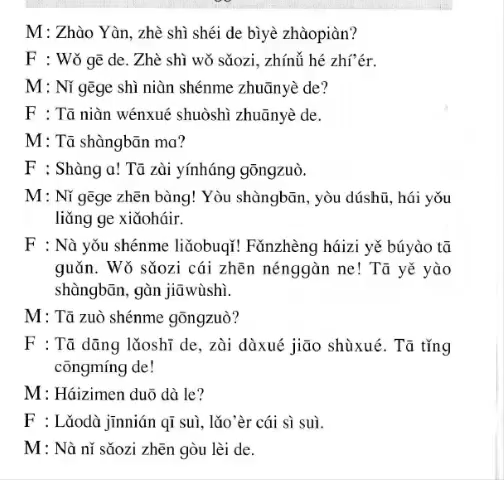 M : Zhào Yàn, zhè shì shéi de bìyè zhàopiàn?
F : Wǒ gē de. Zhè shì wǒ sǎozi, zhínǚ hé zhí’ér.
M : Nǐ gēge shì niàn shénme zhuānyè de?
F : Tā niàn wénxué shuòshì zhuānyè de.
M : Tā shàngbān ma?
F : Shàng a! Tā zài yínháng gōngzuò.
M : Nǐ gēge zhēn bàng! Yòu shàngbān, yòu dúshū, hái yǒu
liǎng ge xiǎoháir.
F : Nà yǒu shénme liǎobuqǐ! Fǎnzhèng háizi yě búyào tā
guǎn. Wǒ sǎozi cái zhēn nénggàn ne! Tā yě yào
shàngbān, gàn jiāwùshì.
M : Tā zuò shénme gōngzuò?
F : Tā dāng lǎoshī de, zài dàxué jiāo shùxué. Tā tǐng
cōngmíng de!
M : Háizimen duō dà le?
F : Lǎodà jīnnián qī suì, lǎo’èr cái sì suì.
M : Nà nǐ sǎozi zhēn gòu lèi de.